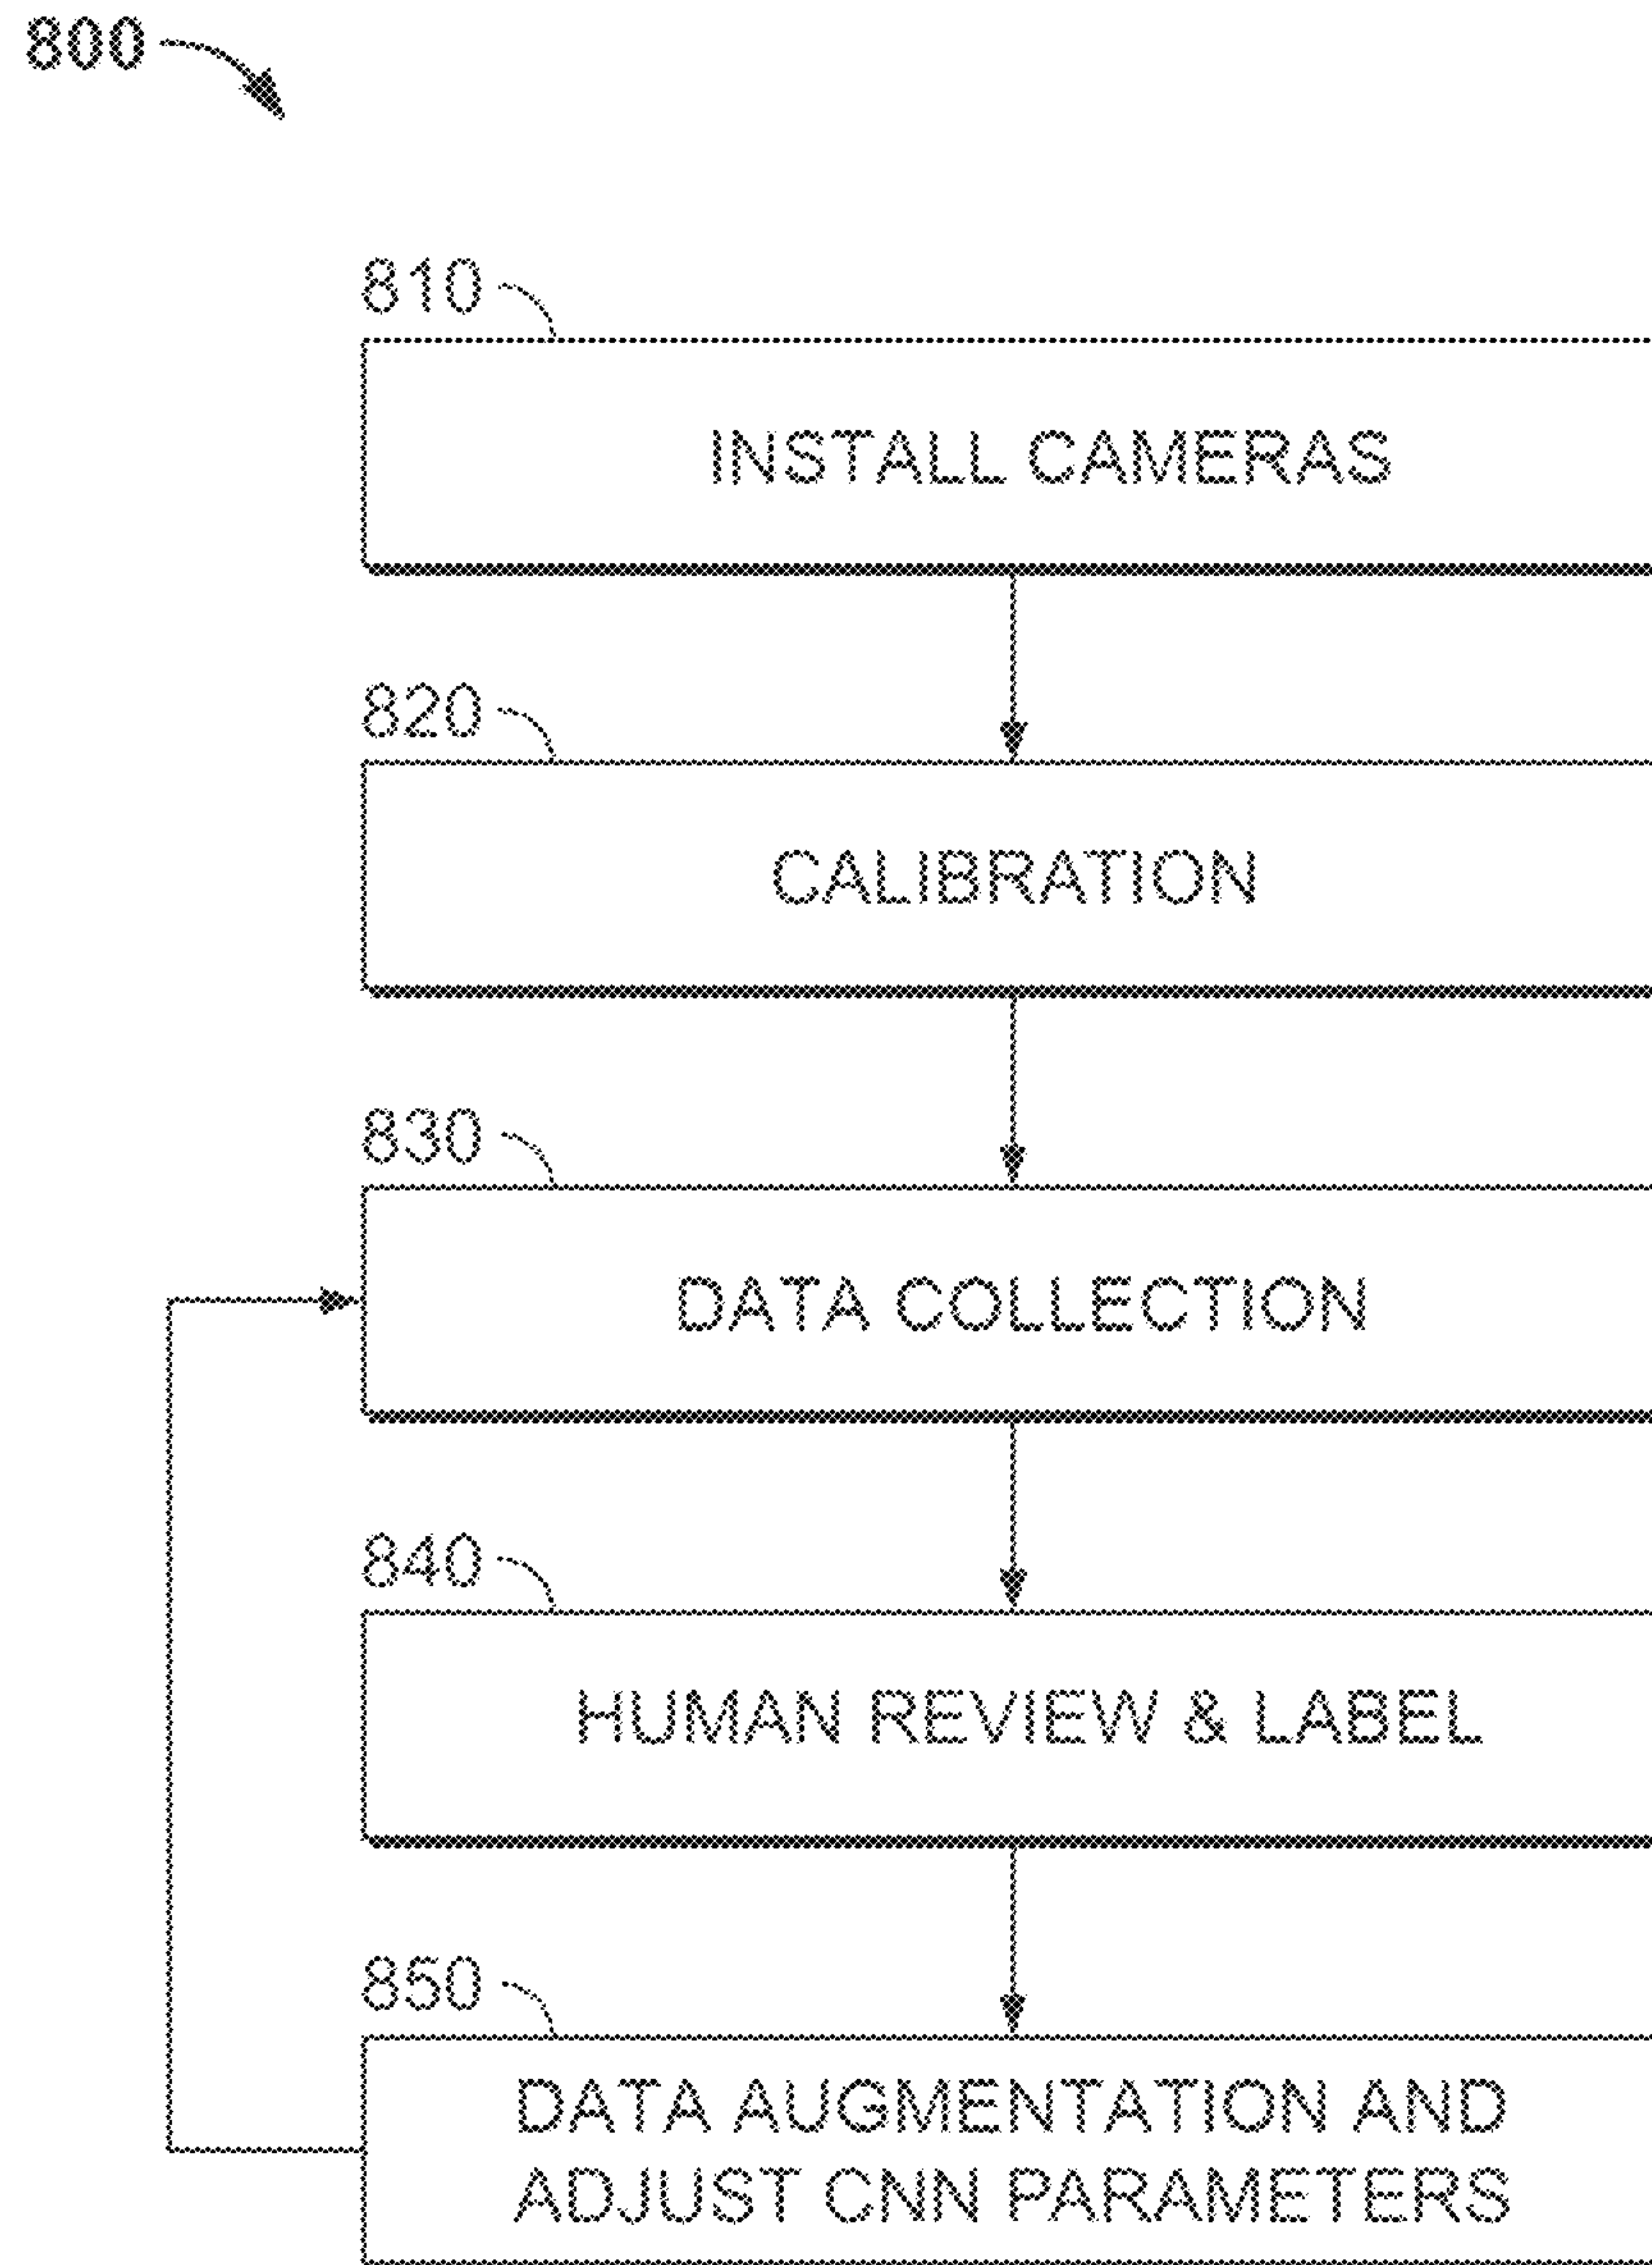 800
810
INSTALL CAMERAS
820
CALIBRATION
830
DATA COLLECTION
840
HUMAN REVIEW & LABEL
850
DATA AUGMENTATION AND
ADJUST CNN PARAMETERS